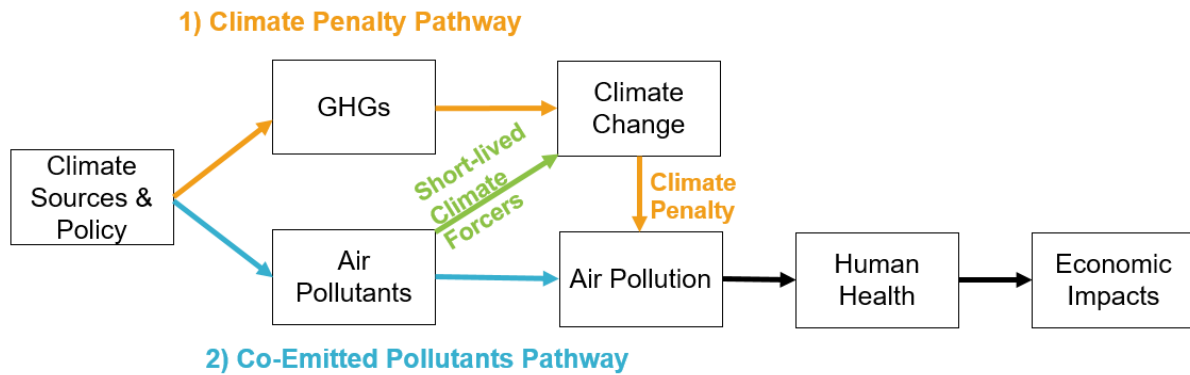 1) Climate Penalty Pathway
GHGs
Climate
Change
Climate
Sources &
Policy
Short-lived
Climate
Forcers
Climate
Penalty
Air
Pollutants
Air Pollution
Human
Health
Economic
Impacts
2) Co-Emitted Pollutants Pathway